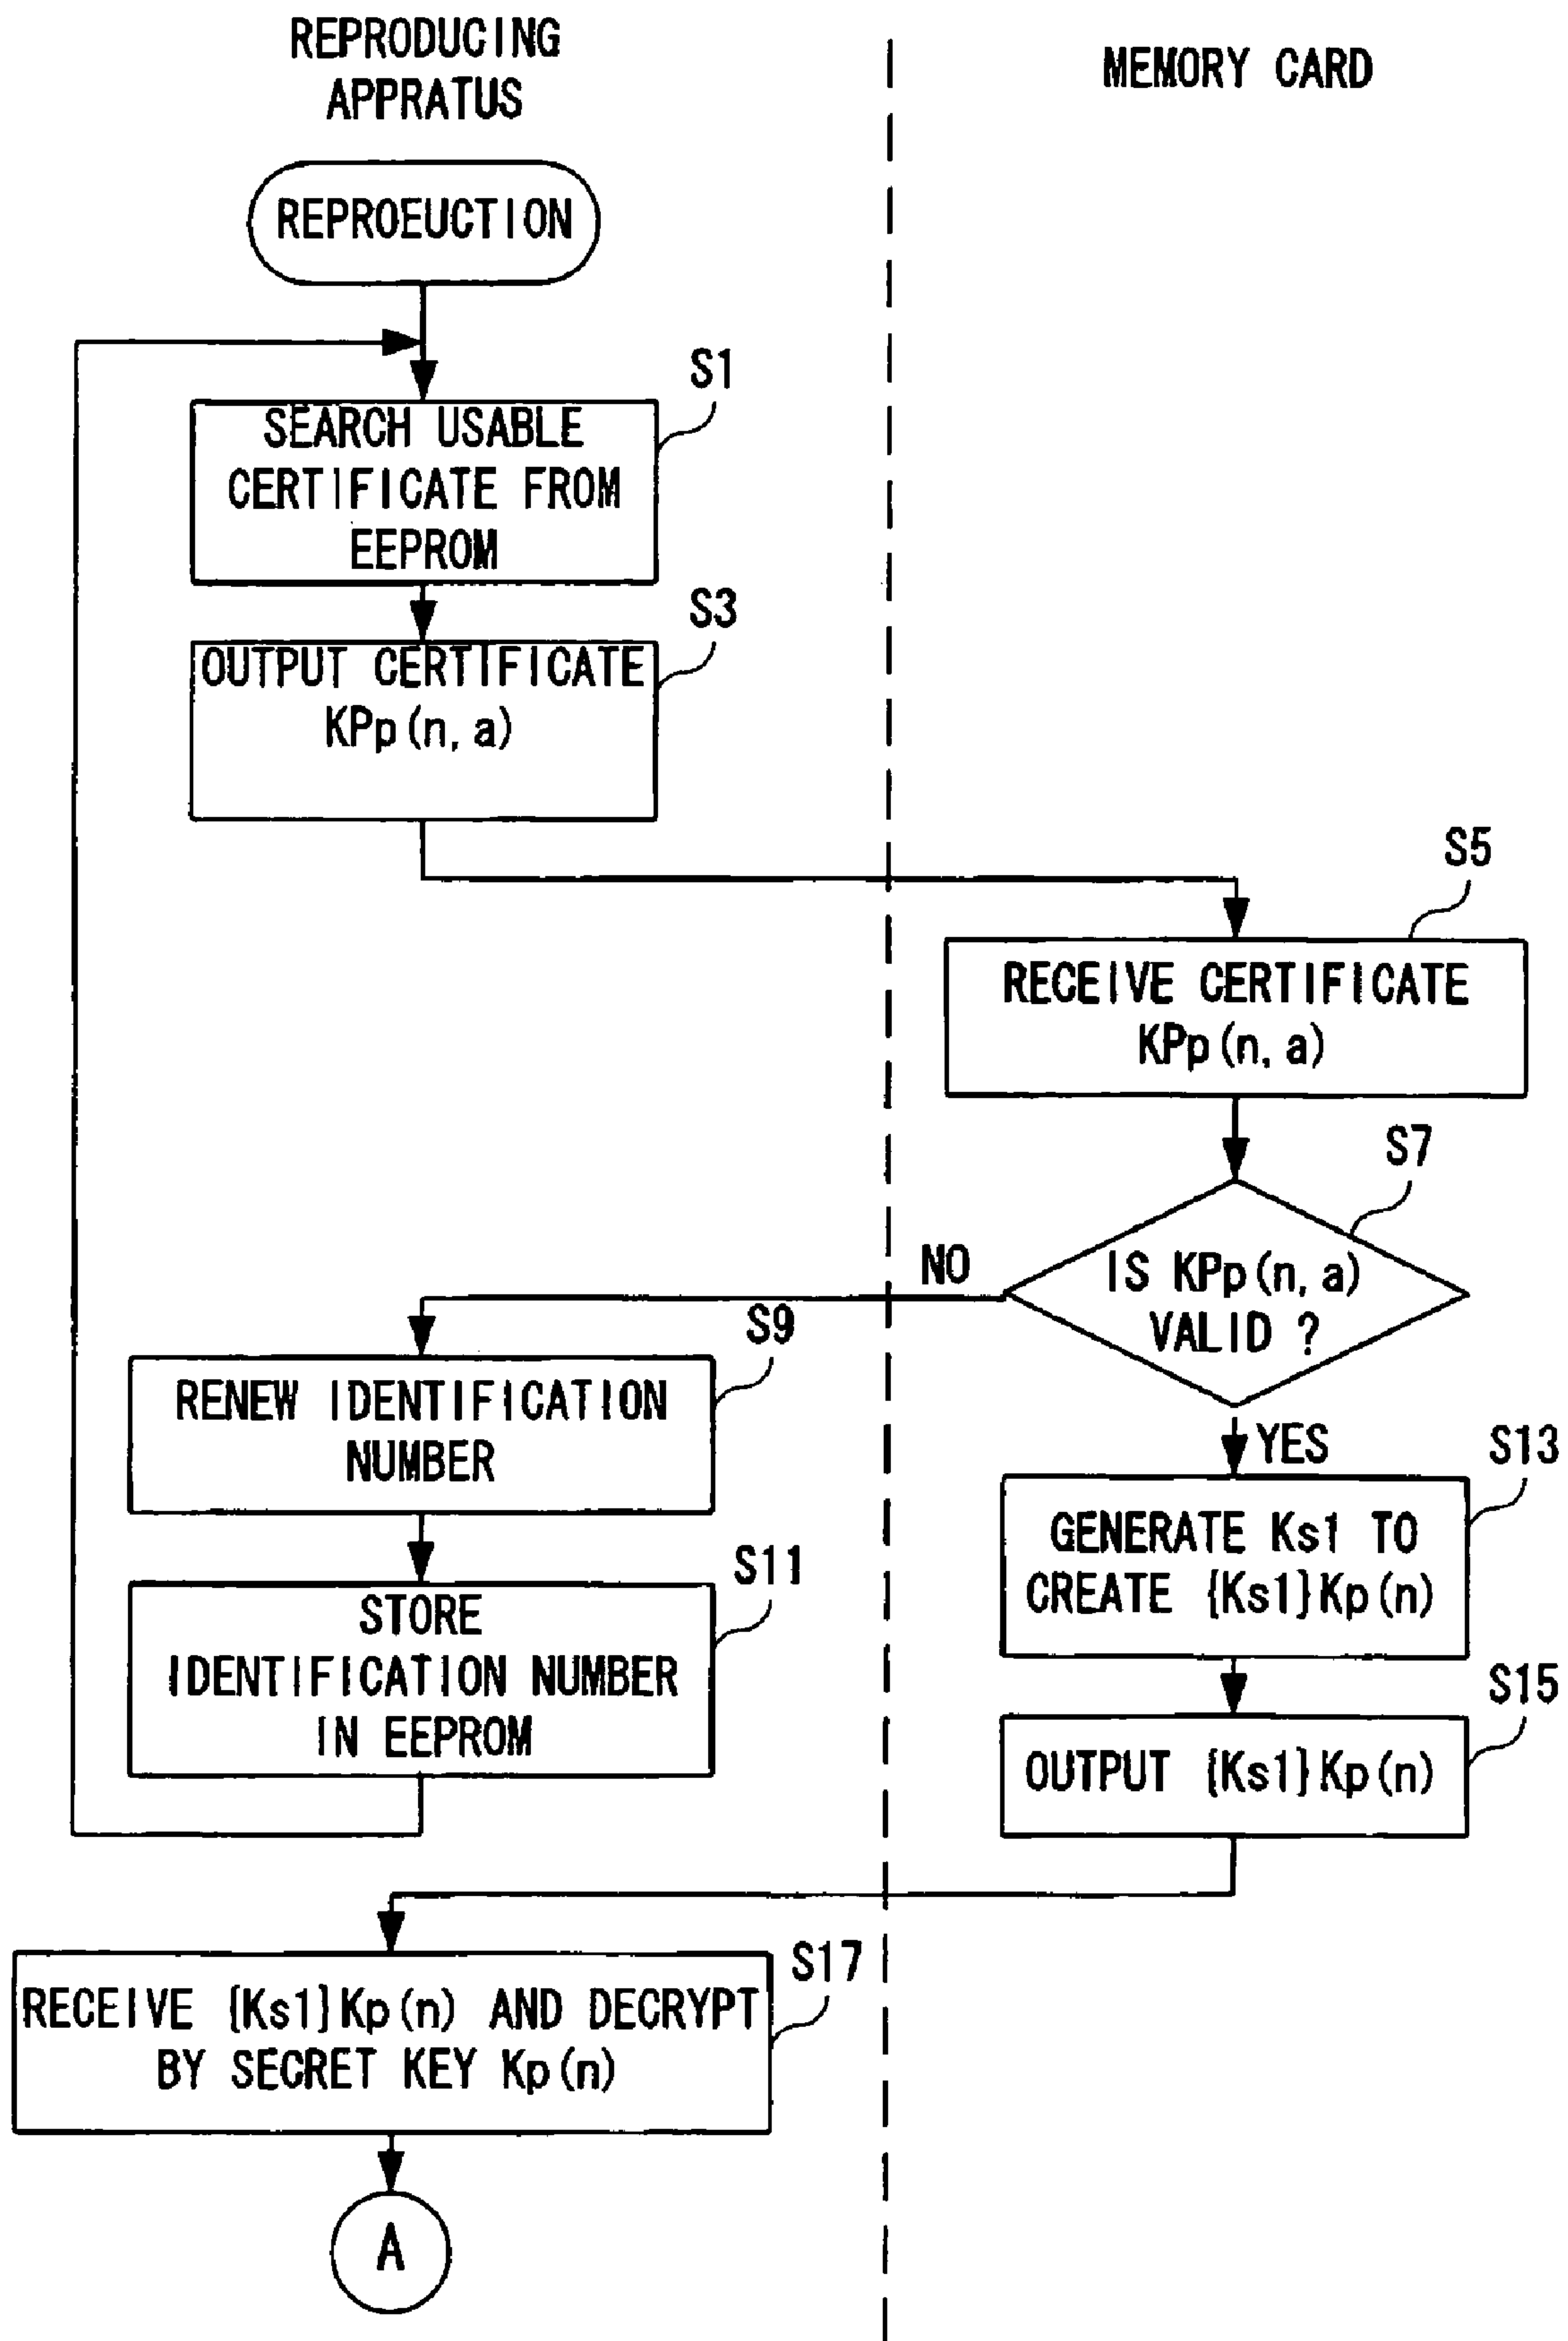 REPRODUCING
APPRATUS
MEMORY CARD
REPROEUCTION
S1
SEARCH USABLE
CERTIFICATE FROM
EEPROM
S3
OUTPUT CERTIFICATE
KPp(n,a)
S5
RECEIVE CERTIFICATE
KPp(n,a)
S7
IS KPp(n,a)
VALID ?
NO
S9
RENEW IDENTIFICATION
NUMBER
YES
S13
GENERATE Ks1 TO
CREATE {Ks1}Kp(n)
S11
STORE
IDENTIFICATION NUMBER
IN EEPROM
S15
OUTPUT {Ks1}Kp(n)
S17
RECEIVE {Ks1}Kp(n) AND DECRYPT
BY SECRET KEY Kp(n)
A